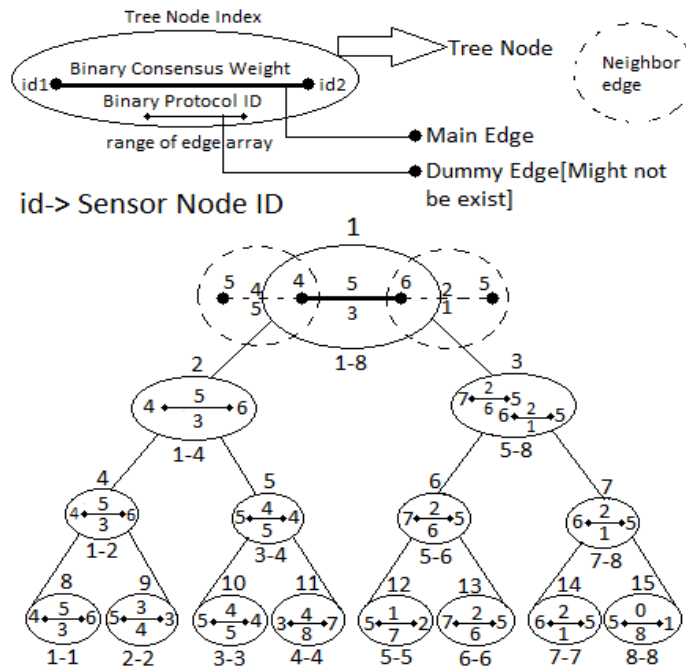 Tree Node Index
Binary Consensus Weight
id1 id2
Binary Protocol ID
range of edge array
Tree Node
Neighbor
edge
Main Edge
Dummy Edge[Might not
be exist]
id-> Sensor Node ID
1
5 4 4 5 6 2 5
5 3 1
1-8
2 3
4 5 6 7 2 5
3 6 6 2 5
1
1-4 5-8
4 5 6 7
4 5 6 5 4 4 7 2 5 6 2 5
3 5 6 1
1-2 3-4 5-6 7-8
8 9 10 11 12 13 14 15
4 5 6 5 3 3 5 4 4 3 4 7 5 1 2 7 2 5 6 2 5 5 0 1
3 4 5 8 7 6 1 8
1-1 2-2 3-3 4-4 5-5 6-6 7-7 8-8